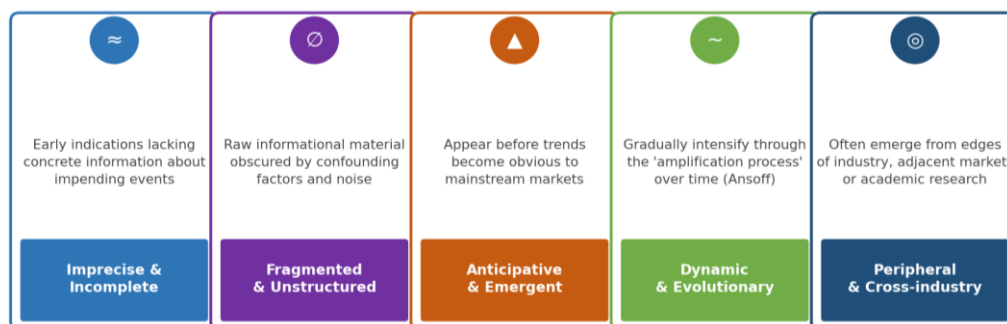 ≈
Early indications lacking
concrete information about
impending events
Imprecise &
Incomplete
∅
Raw informational material
obscured by confounding
factors and noise
Fragmented
& Unstructured
▲
Appear before trends
become obvious to
mainstream markets
Anticipative
& Emergent
~
Gradually intensify through
the 'amplification process'
over time (Ansoff)
Dynamic
& Evolutionary
◎
Often emerge from edges
of industry, adjacent market
or academic research
Peripheral
& Cross-industry